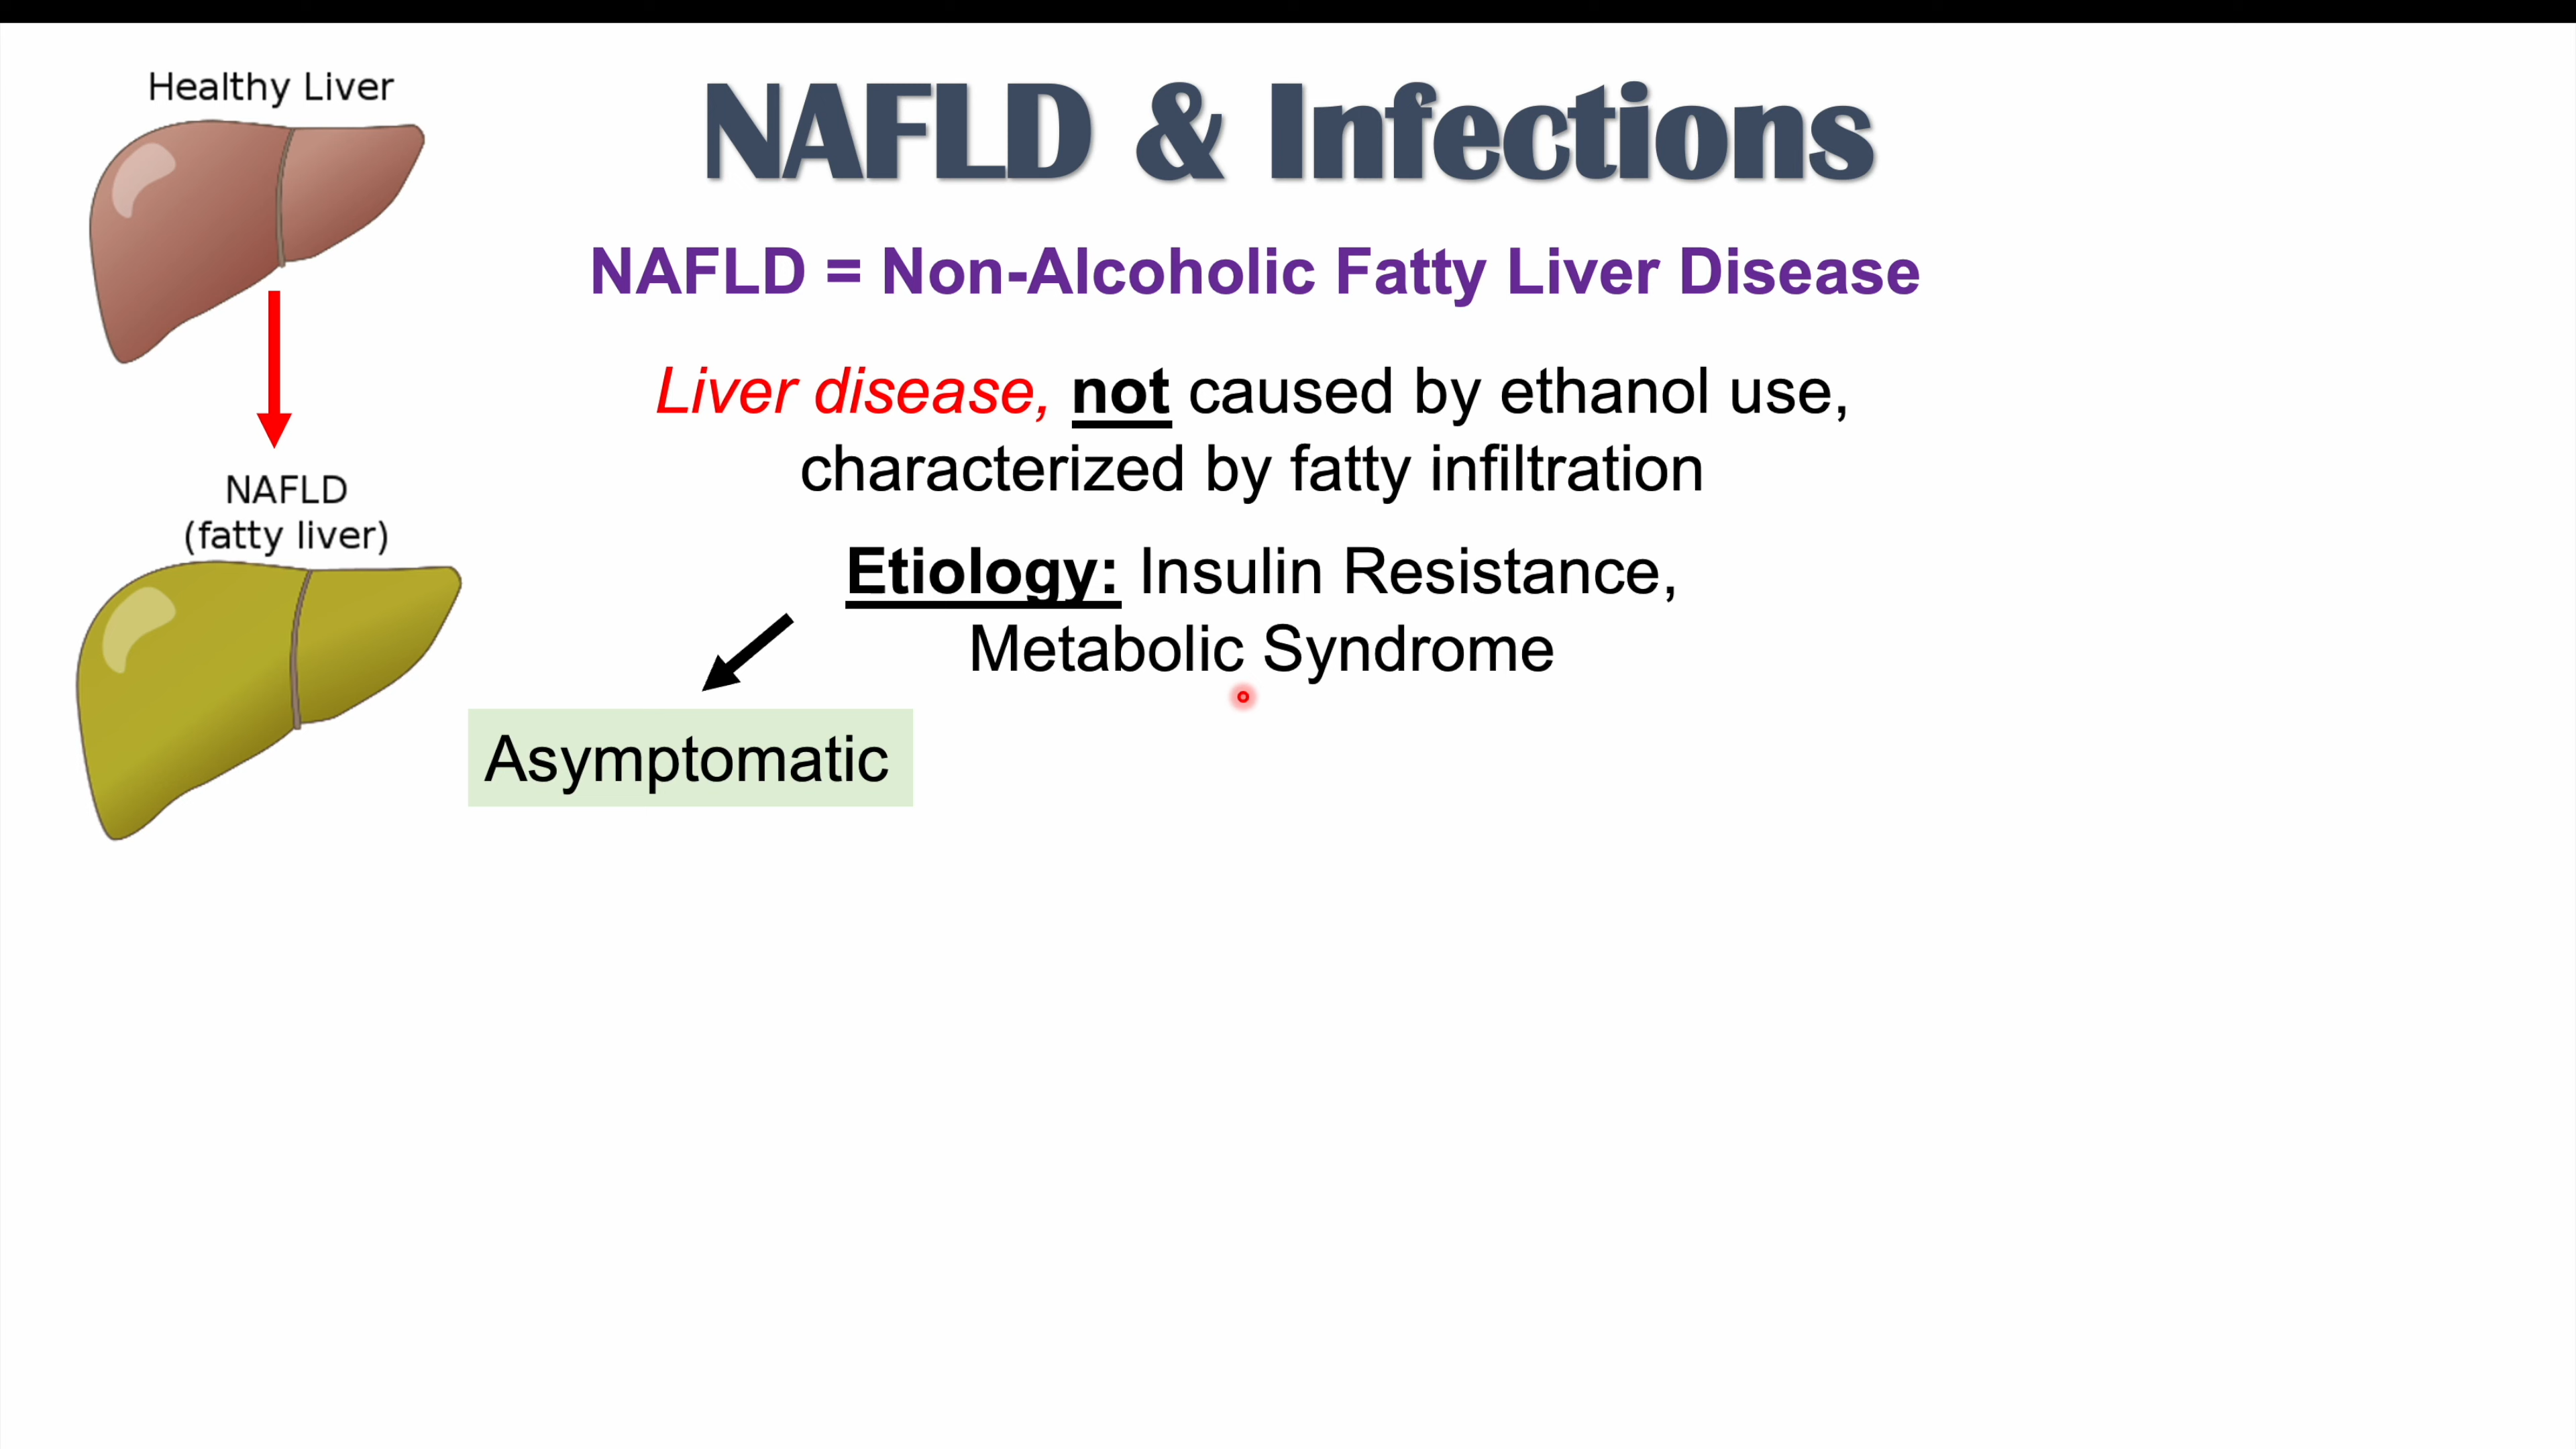 Healthy Liver
NAFLD & Infections
NAFLD = Non-Alcoholic Fatty Liver Disease
Liver disease, not caused by ethanol use,
characterized by fatty infiltration
NAFLD
(fatty liver)
Etiology: Insulin Resistance,
Metabolic Syndrome
Asymptomatic